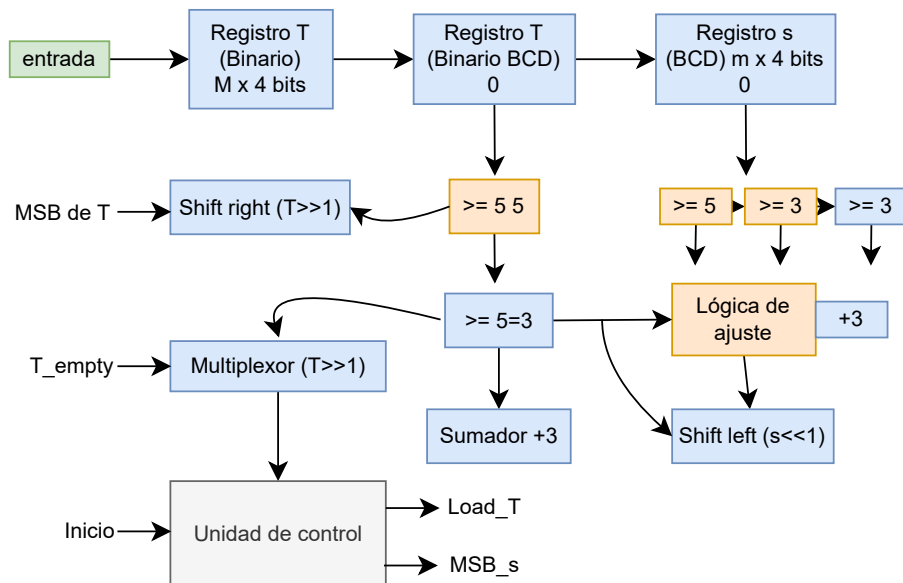 entrada
Registro T
(Binario)
M x 4 bits
Registro T
(Binario BCD)
0
Registro s
(BCD) m x 4 bits
0
MSB de T
Shift right (T>>1)
>= 5 5
>= 5
>= 3
>= 3
T_empty
Multiplexor (T>>1)
>= 5=3
Lógica de
ajuste
+3
Sumador +3
Shift left (s<<1)
Inicio
Unidad de control
Load_T
MSB_s